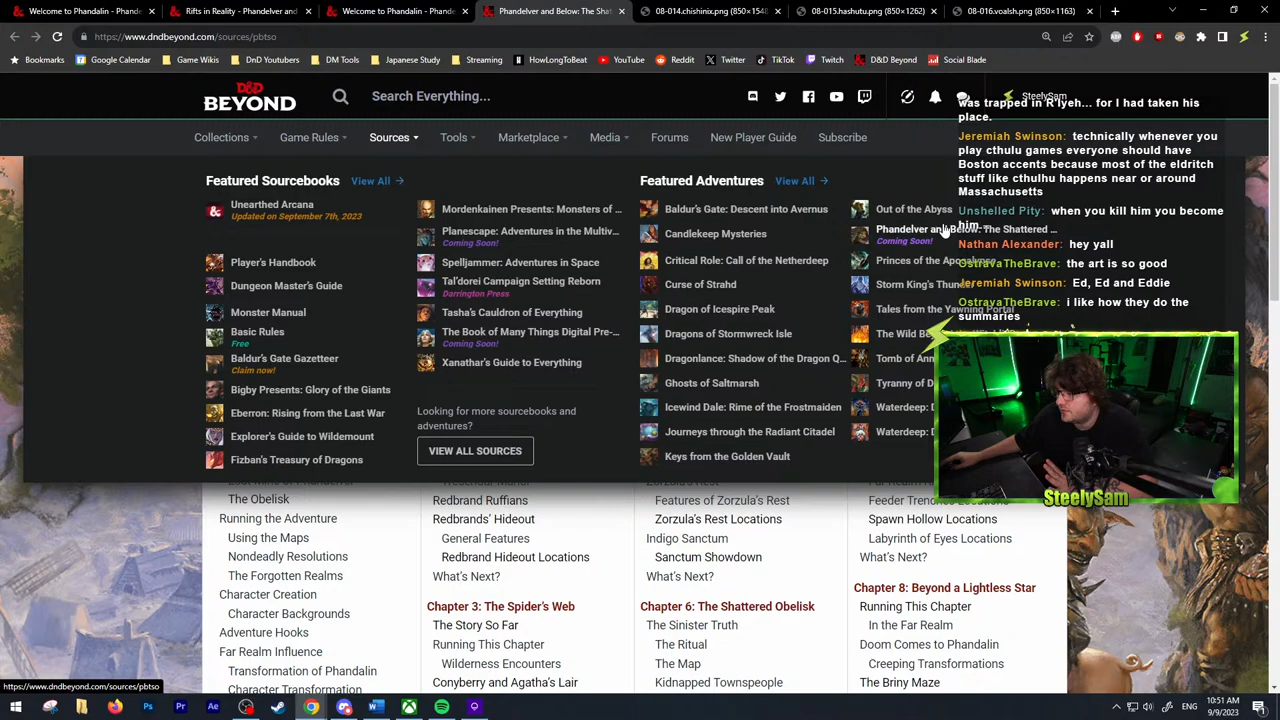 Welcome to Phandalin - Phande
Rifts in Reality - Phandelver and
Welcome to Phandalin - Phande
Phandelver and Below: The Shat
08-014.chishinix.png (850×1548
08-015.hashutu.png (850×1262)
08-016.voalsh.png (850×1163)
https://www.dndbeyond.com/sources/pbtso
Bookmarks
Google Calendar
Game Wikis
DnD Youtubers
DM Tools
Japanese Study
Streaming
HowLongToBeat
YouTube
Reddit
Twitter
TikTok
Twitch
D&D Beyond
Social Blade
D&D
BEYOND
Search Everything...
SteelySam
Collections
Game Rules
Sources
Tools
Marketplace
Media
Forums
New Player Guide
Subscribe
was trapped in R'lyeh... for I had taken his
place.
Jeremiah Swinson: technically whenever you
play cthulu games everyone should have
Boston accents because most of the eldritch
stuff like cthulhu happens near or around
Massachusetts
Unshelled Pity: when you kill him you become
him...
Nathan Alexander: hey yall
OstravaTheBrave: the art is so good
Jeremiah Swinson: Ed, Ed and Eddie
OstravaTheBrave: i like how they do the
summaries
Featured Sourcebooks
View All
Unearthed Arcana
Updated on September 7th, 2023
Player's Handbook
Dungeon Master's Guide
Monster Manual
Basic Rules
Free
Baldur's Gate Gazetteer
Claim now!
Bigby Presents: Glory of the Giants
Eberron: Rising from the Last War
Explorer's Guide to Wildemount
Fizban's Treasury of Dragons
Mordenkainen Presents: Monsters of ...
Planescape: Adventures in the Multiv...
Coming Soon!
Spelljammer: Adventures in Space
Tal'dorei Campaign Setting Reborn
Darrington Press
Tasha's Cauldron of Everything
The Book of Many Things Digital Pre-...
Coming Soon!
Xanathar's Guide to Everything
Looking for more sourcebooks and
adventures?
VIEW ALL SOURCES
Featured Adventures
View All
Baldur's Gate: Descent into Avernus
Candlekeep Mysteries
Critical Role: Call of the Netherdeep
Curse of Strahd
Dragon of Icespire Peak
Dragons of Stormwreck Isle
Dragonlance: Shadow of the Dragon Q...
Ghosts of Saltmarsh
Icewind Dale: Rime of the Frostmaiden
Journeys through the Radiant Citadel
Keys from the Golden Vault
Out of the Abyss
Phandelver and Below: The Shattered ...
Coming Soon!
Princes of the Apocalypse
Storm King's Thunder
Tales from the Yawning Portal
The Wild Be
Tomb of Ann
Tyranny of D
Waterdeep: D
Waterdeep: D
SteelySam
The Obelisk
Running the Adventure
Using the Maps
Nondeadly Resolutions
The Forgotten Realms
Character Creation
Character Backgrounds
Adventure Hooks
Far Realm Influence
Transformation of Phandalin
Character Transformation
Redbrand Ruffians
Redbrands' Hideout
General Features
Redbrand Hideout Locations
What's Next?
Chapter 3: The Spider's Web
The Story So Far
Running This Chapter
Wilderness Encounters
Conyberry and Agatha's Lair
Features of Zorzula's Rest
Zorzula's Rest Locations
Indigo Sanctum
Sanctum Showdown
What's Next?
Chapter 6: The Shattered Obelisk
The Sinister Truth
The Ritual
The Map
Kidnapped Townspeople
Feeder Trenches Locations
Spawn Hollow Locations
Labyrinth of Eyes Locations
What's Next?
Chapter 8: Beyond a Lightless Star
Running This Chapter
In the Far Realm
Doom Comes to Phandalin
Creeping Transformations
The Briny Maze
https://www.dndbeyond.com/sources/pbtso
10:51 AM
9/9/2023